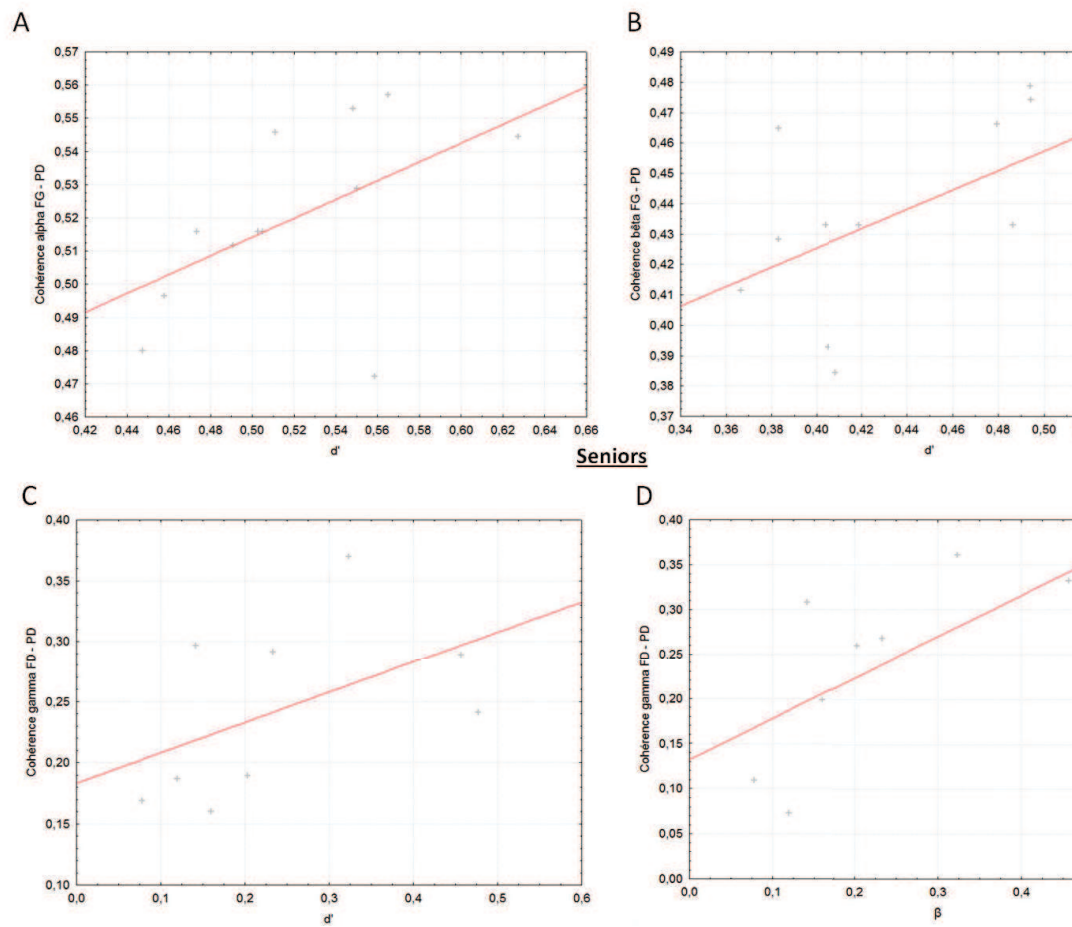 A
Cohérence alpha FG - PD
0,57
0,56
0,55
0,54
0,53
0,52
0,51
0,50
0,49
0,48
0,47
0,46
0,42 0,44 0,46 0,48 0,50 0,52 0,54 0,56 0,58 0,60 0,62 0,64 0,66
d'
B
Cohérence bêta FG - PD
0,49
0,48
0,47
0,46
0,45
0,44
0,43
0,42
0,41
0,40
0,39
0,38
0,37
0,34 0,36 0,38 0,40 0,42 0,44 0,46 0,48 0,50
d'
Seniors
C
Cohérence gamma FD - PD
0,40
0,35
0,30
0,25
0,20
0,15
0,10
0,0 0,1 0,2 0,3 0,4 0,5 0,6
d'
D
Cohérence gamma FD - PD
0,40
0,35
0,30
0,25
0,20
0,15
0,10
0,05
0,00
0,0 0,1 0,2 0,3 0,4
β